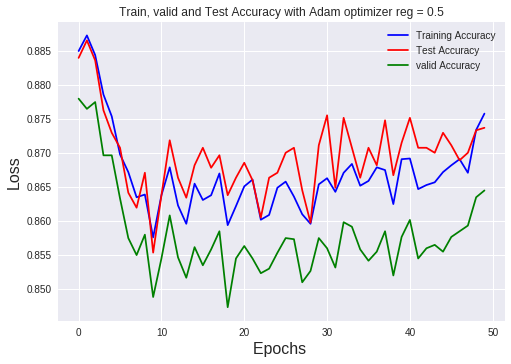 Train, valid and Test Accuracy with Adam optimizer reg = 0.5
Training Accuracy
Test Accuracy
valid Accuracy
0.885
0.880
0.875
0.870
0.865
0.860
0.855
0.850
Loss
0
10
20
30
40
50
Epochs